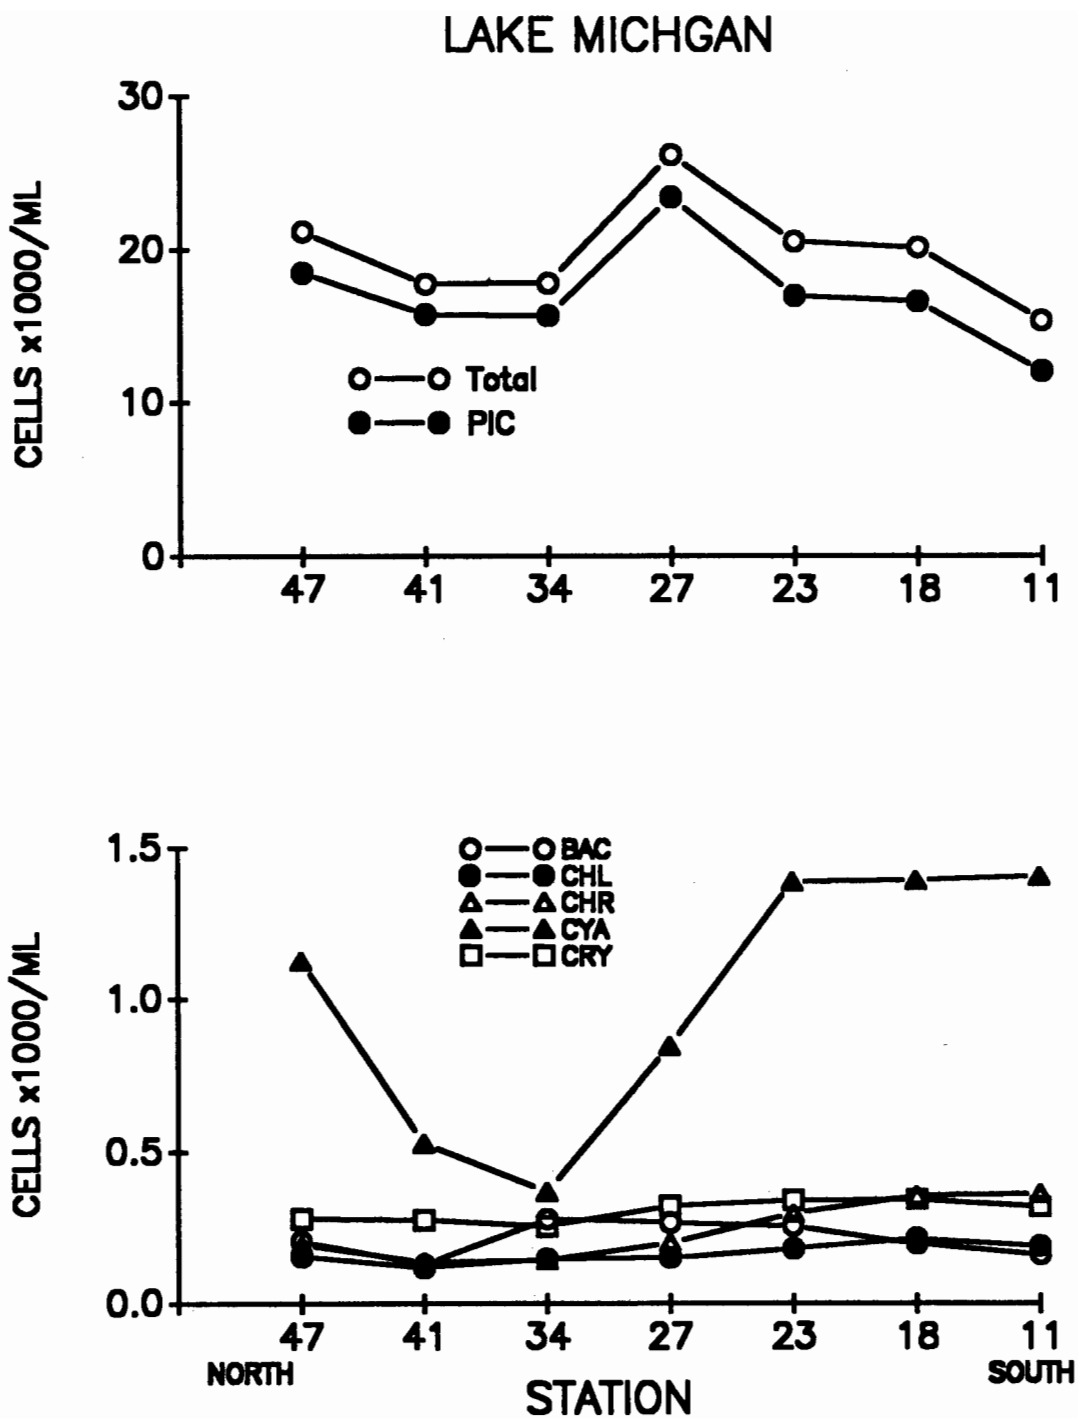 LAKE MICHGAN
CELLS x1000/ML
30
20
10
0
Total
PIC
47 41 34 27 23 18 11
CELLS x1000/ML
1.5
1.0
0.5
0.0
BAC
CHL
CHR
CYA
CRY
47 41 34 27 23 18 11
NORTH SOUTH
STATION